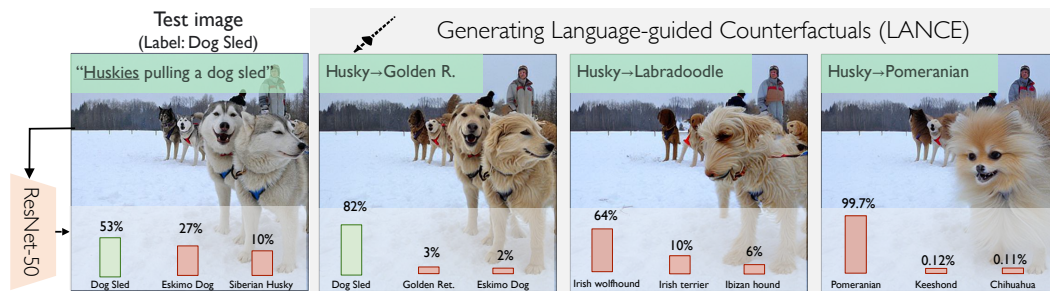 Test image
(Label: Dog Sled)
Generating Language-guided Counterfactuals (LANCE)
“Huskies pulling a dog sled”
Husky→Golden R.
Husky→Labradoodle
Husky→Pomeranian
ResNet-50
53%
27%
10%
Dog Sled
Eskimo Dog
Siberian Husky
82%
3%
2%
Dog Sled
Golden Ret.
Eskimo Dog
64%
10%
6%
Irish wolfhound
Irish terrier
Ibizan hound
99.7%
0.12%
0.11%
Pomeranian
Keeshond
Chihuahua